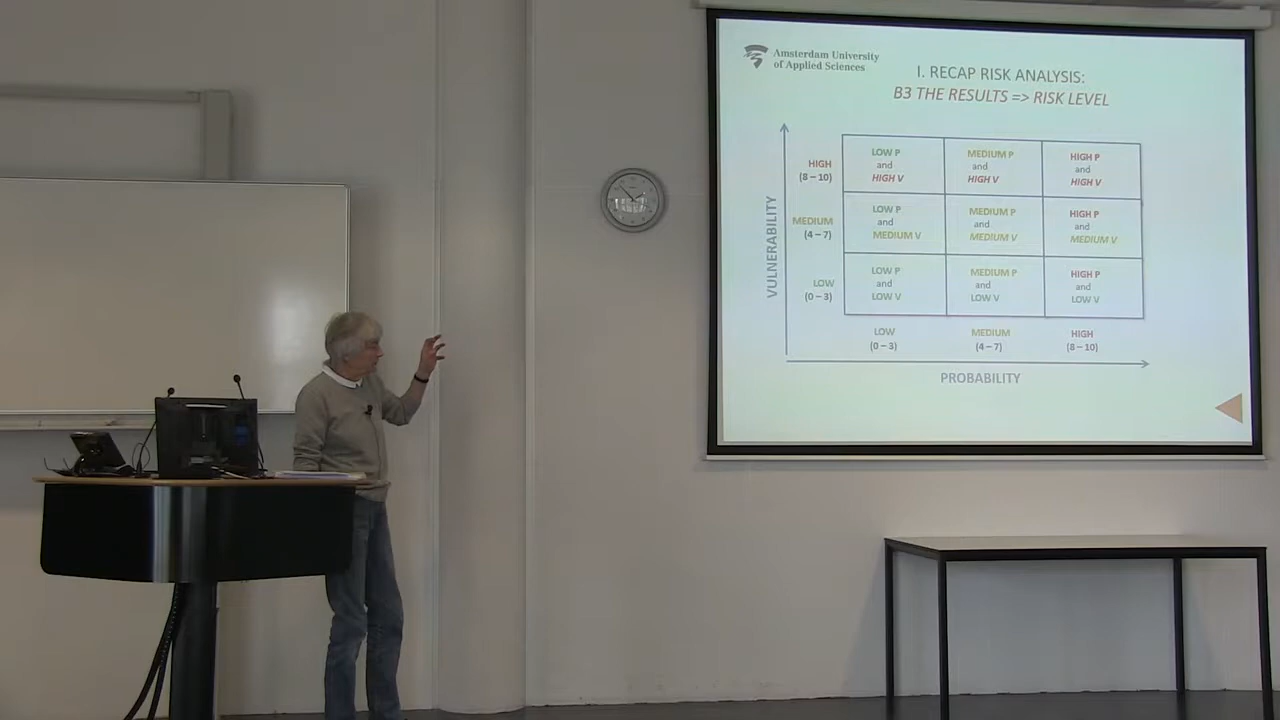 Amsterdam University
of Applied Sciences
I. RECAP RISK ANALYSIS:
B3 THE RESULTS => RISK LEVEL
VULNERABILITY
HIGH
(8 – 10)
LOW P
and
HIGH V
MEDIUM P
and
HIGH V
HIGH P
and
HIGH V
MEDIUM
(4 – 7)
LOW P
and
MEDIUM V
MEDIUM P
and
MEDIUM V
HIGH P
and
MEDIUM V
LOW
(0 – 3)
LOW P
and
LOW V
MEDIUM P
and
LOW V
HIGH P
and
LOW V
LOW
(0 – 3)
MEDIUM
(4 – 7)
HIGH
(8 – 10)
PROBABILITY